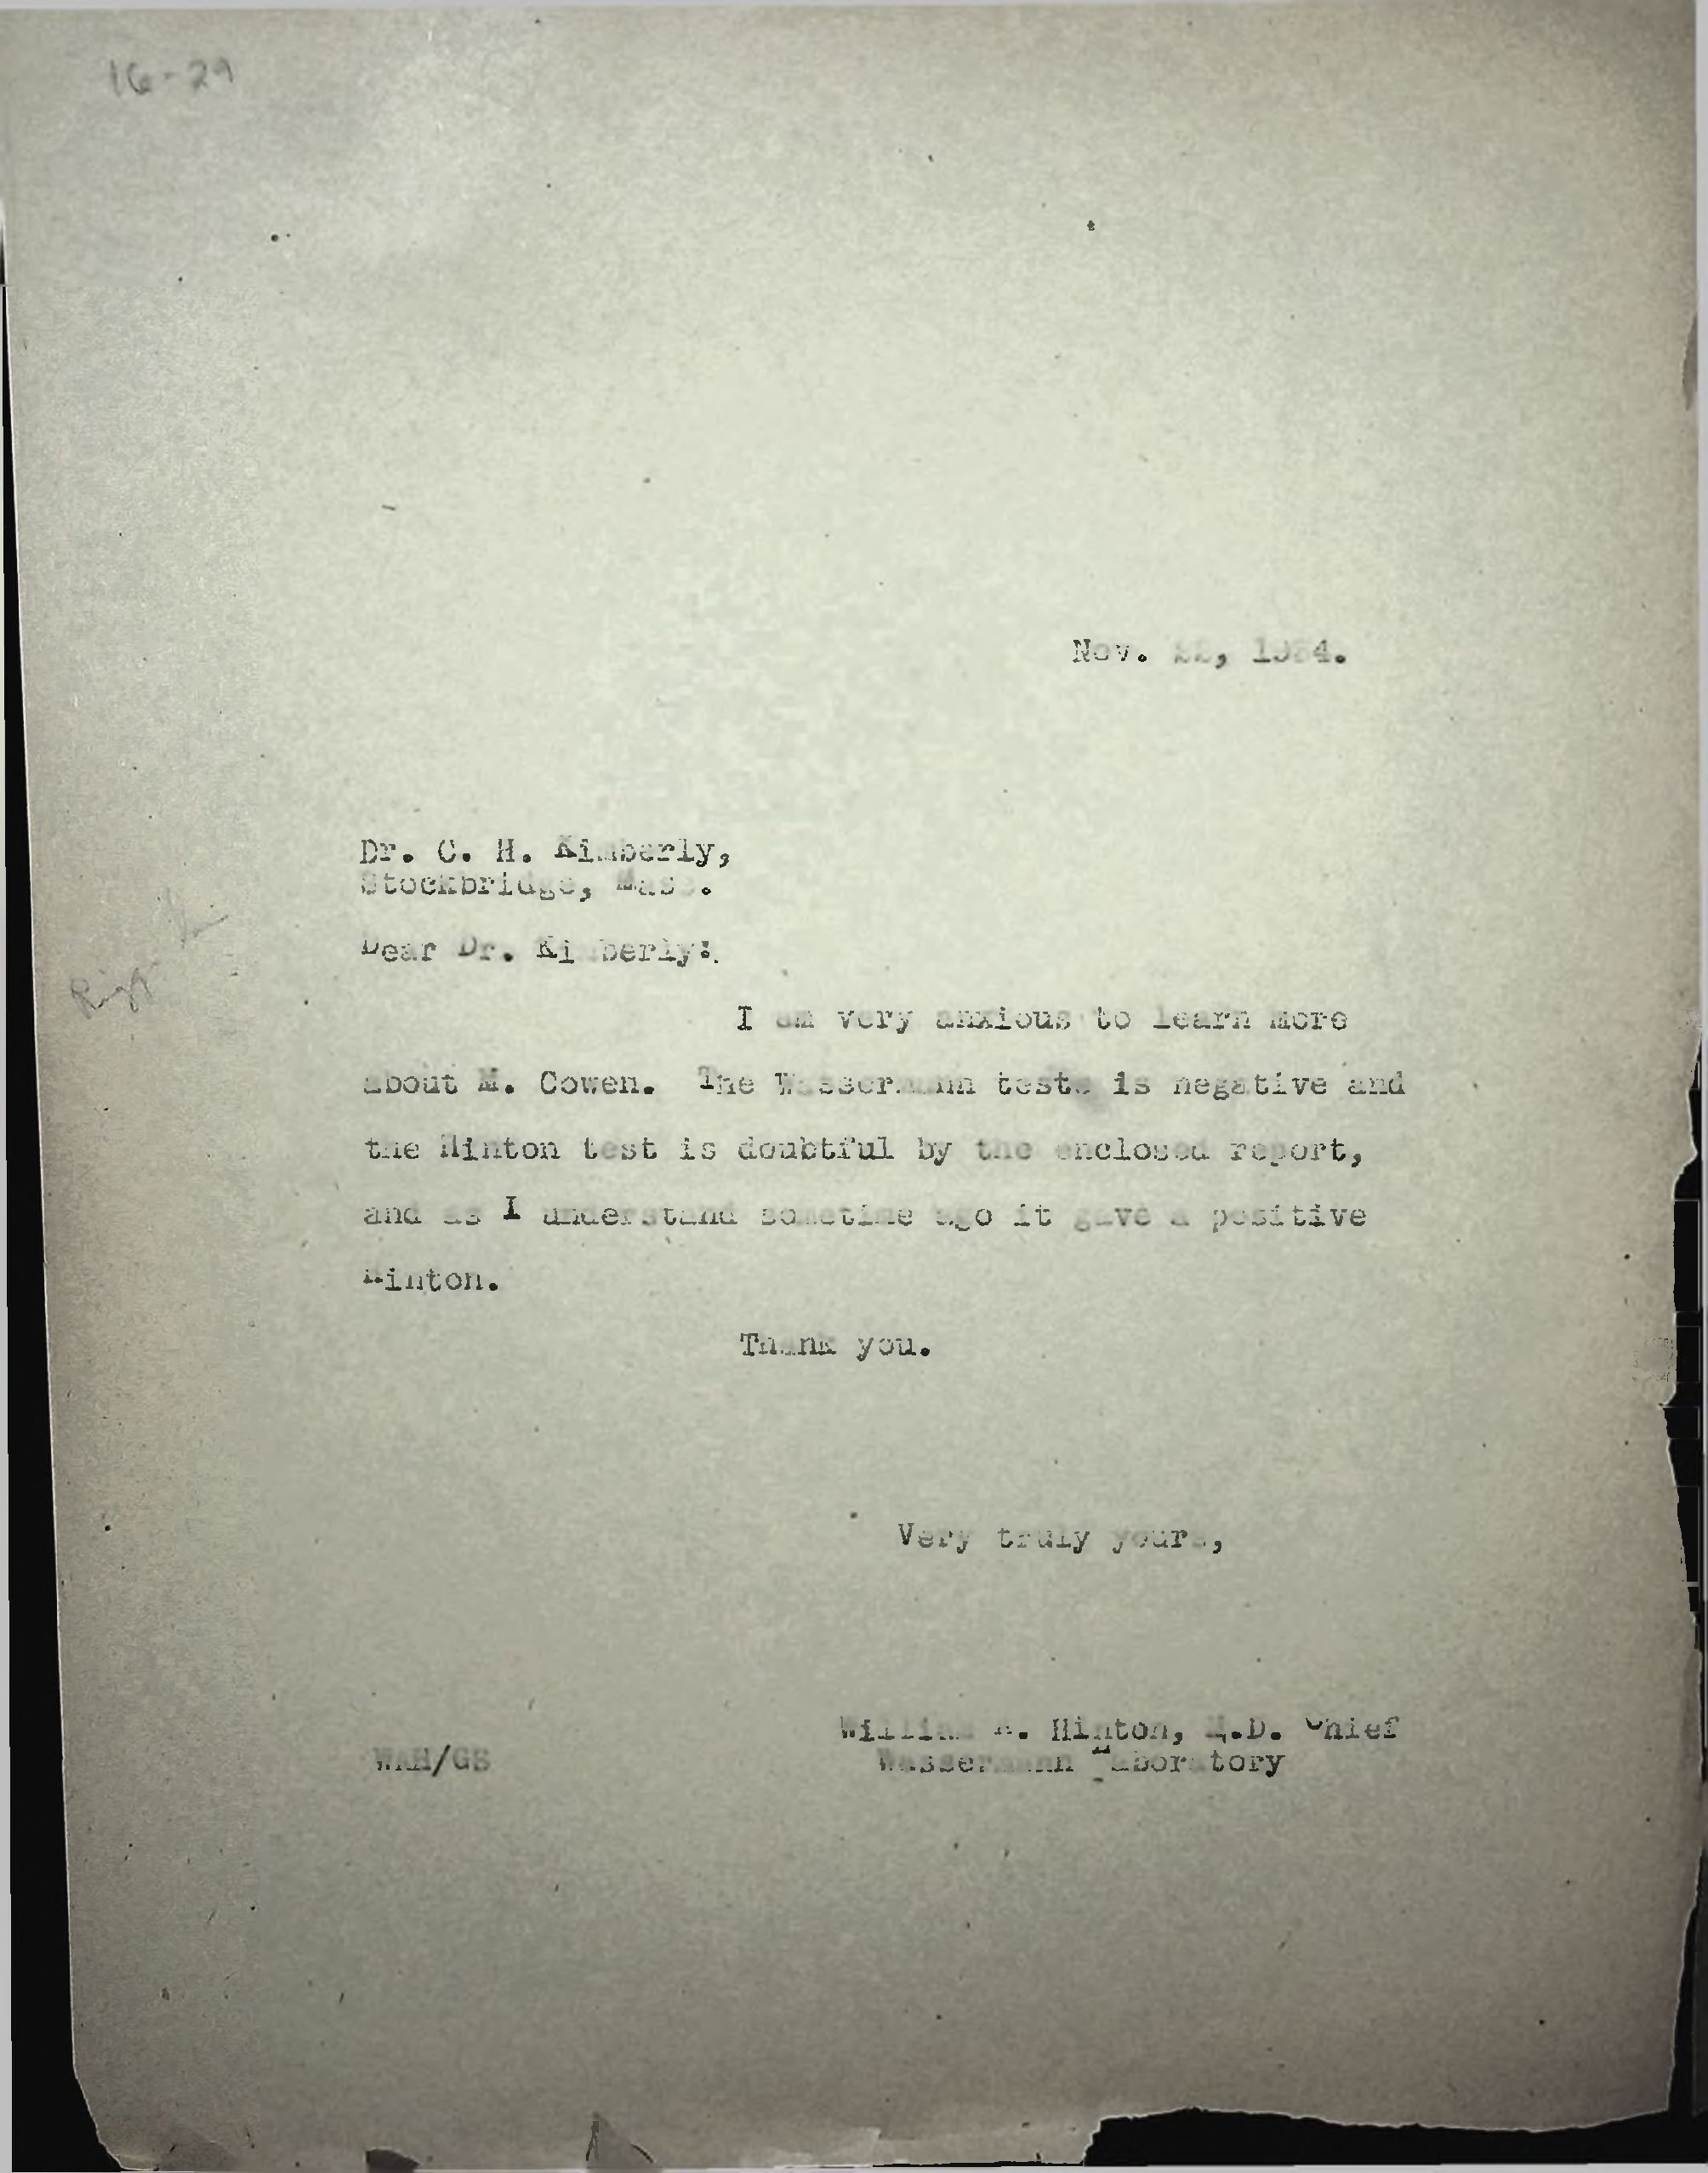 16-29
Nov. 22, 1934.
Dr. C. H. Kimberly,
Stockbridge, Mass.
Dear Dr. Kimberly:
I am very anxious to learn more
about M. Cowen. The Wassermann tests is negative and
the Hinton test is doubtful by the enclosed report,
and as I understand sometime ago it gave a positive
Hinton.
Thank you.
Very truly yours,
William A. Hinton, M.D. Chief
WAH/GS Wassermann Laboratory